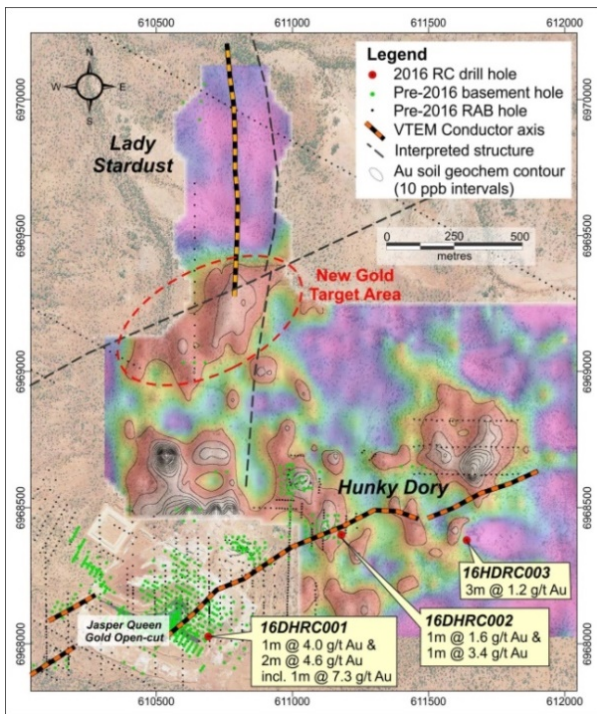 610500
611000
611500
612000
N
W E
S
Legend
2016 RC drill hole
Pre-2016 basement hole
Pre-2016 RAB hole
VTEM Conductor axis
Interpreted structure
Au soil geochem contour
(10 ppb intervals)
6970000
Lady
Stardust
6969500
0 250 500
metres
New Gold
Target Area
6969000
6968500
Hunky Dory
16HDRC003
3m @ 1.2 g/t Au
16DHRC002
1m @ 1.6 g/t Au &
1m @ 3.4 g/t Au
Jasper Queen
Gold Open-cut
16DHRC001
1m @ 4.0 g/t Au &
2m @ 4.6 g/t Au
incl. 1m @ 7.3 g/t Au
6968000
610500
611000
611500
612000